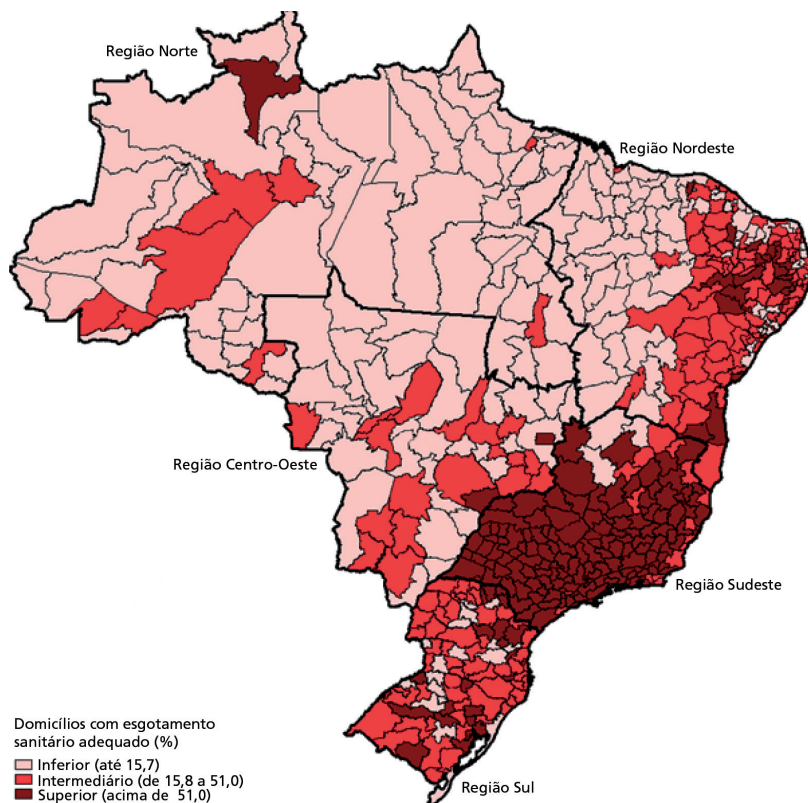 Região Norte
Região Nordeste
Região Centro-Oeste
Região Sudeste
Domicílios com esgotamento
sanitário adequado (%)
Inferior (até 15,7)
Intermediário (de 15,8 a 51,0)
Superior (acima de 51,0)
Região Sul